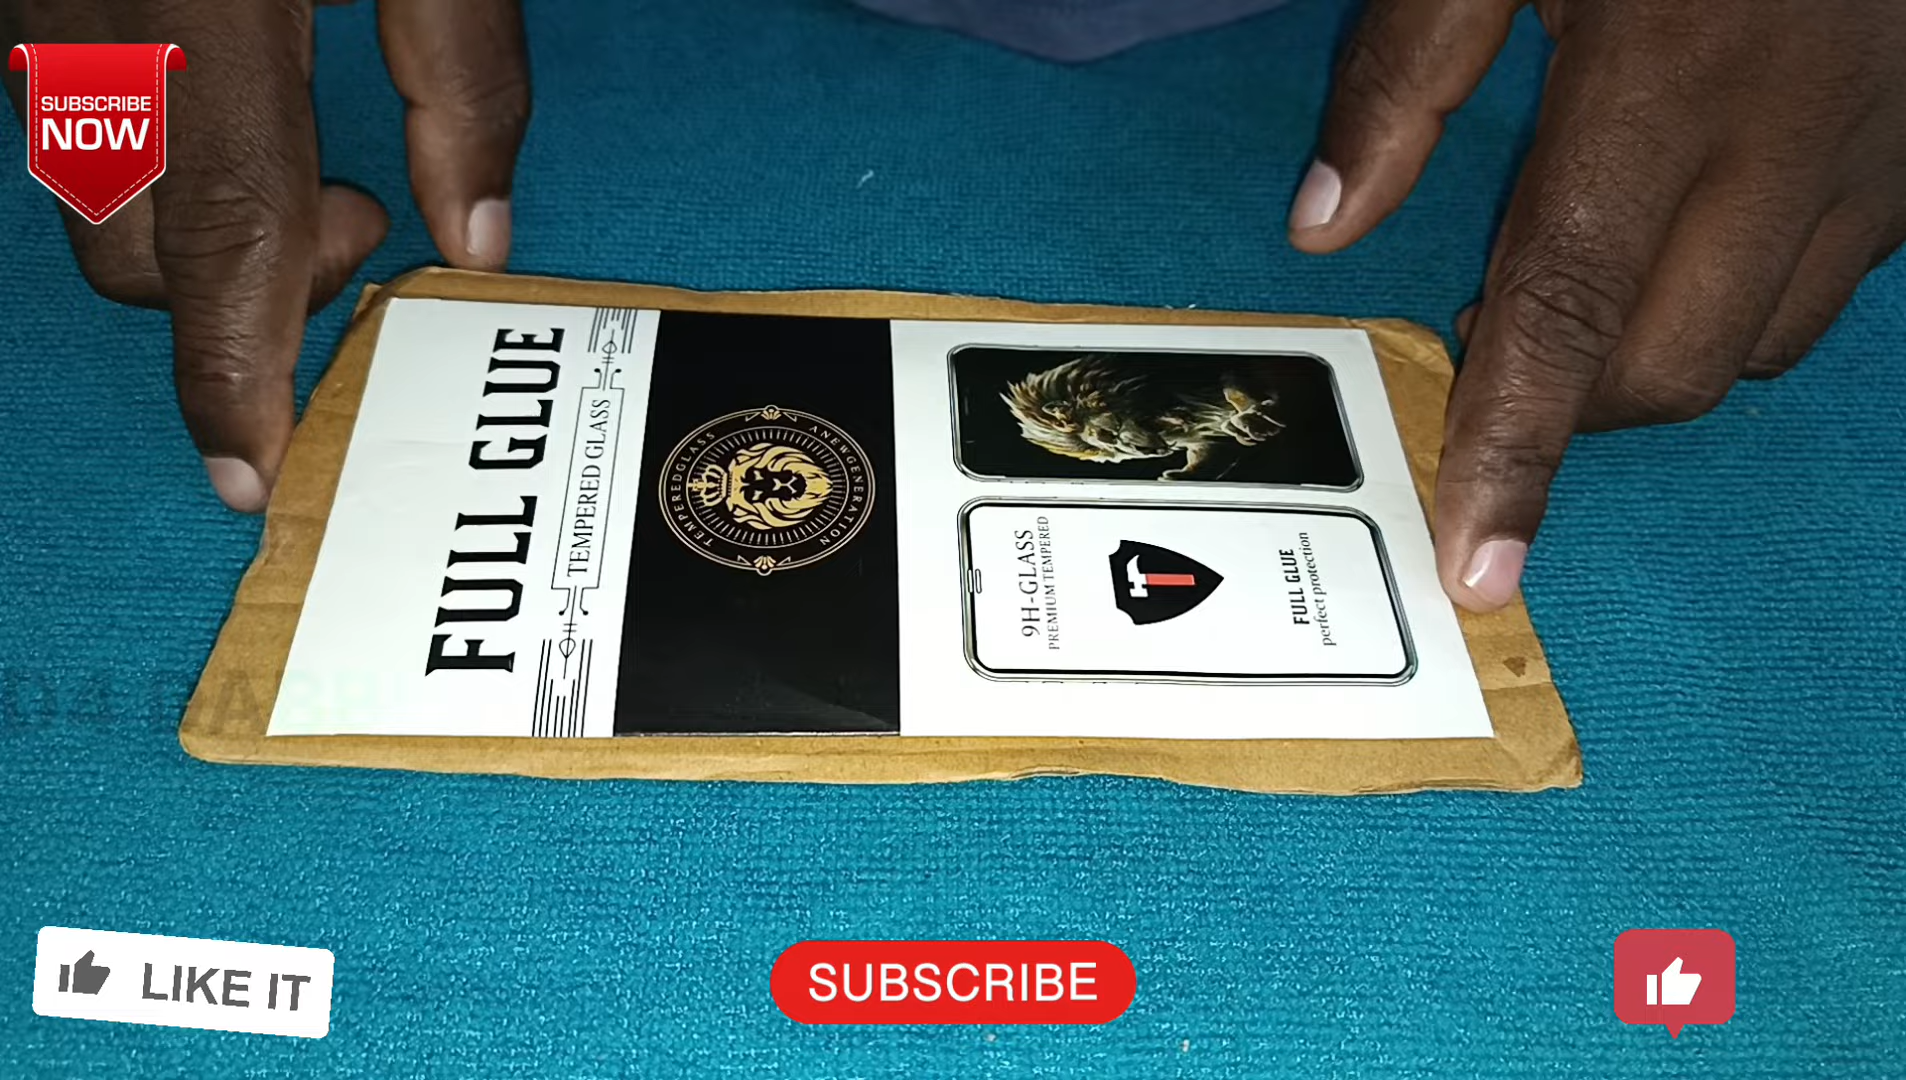 SUBSCRIBE
NOW
FULL GLUE
TEMPERED GLASS
TEMPEREDGLASS
ANEWGENERATION
9H-GLASS
PREMIUM TEMPERED
FULL GLUE
perfect protection
LIKE IT
SUBSCRIBE